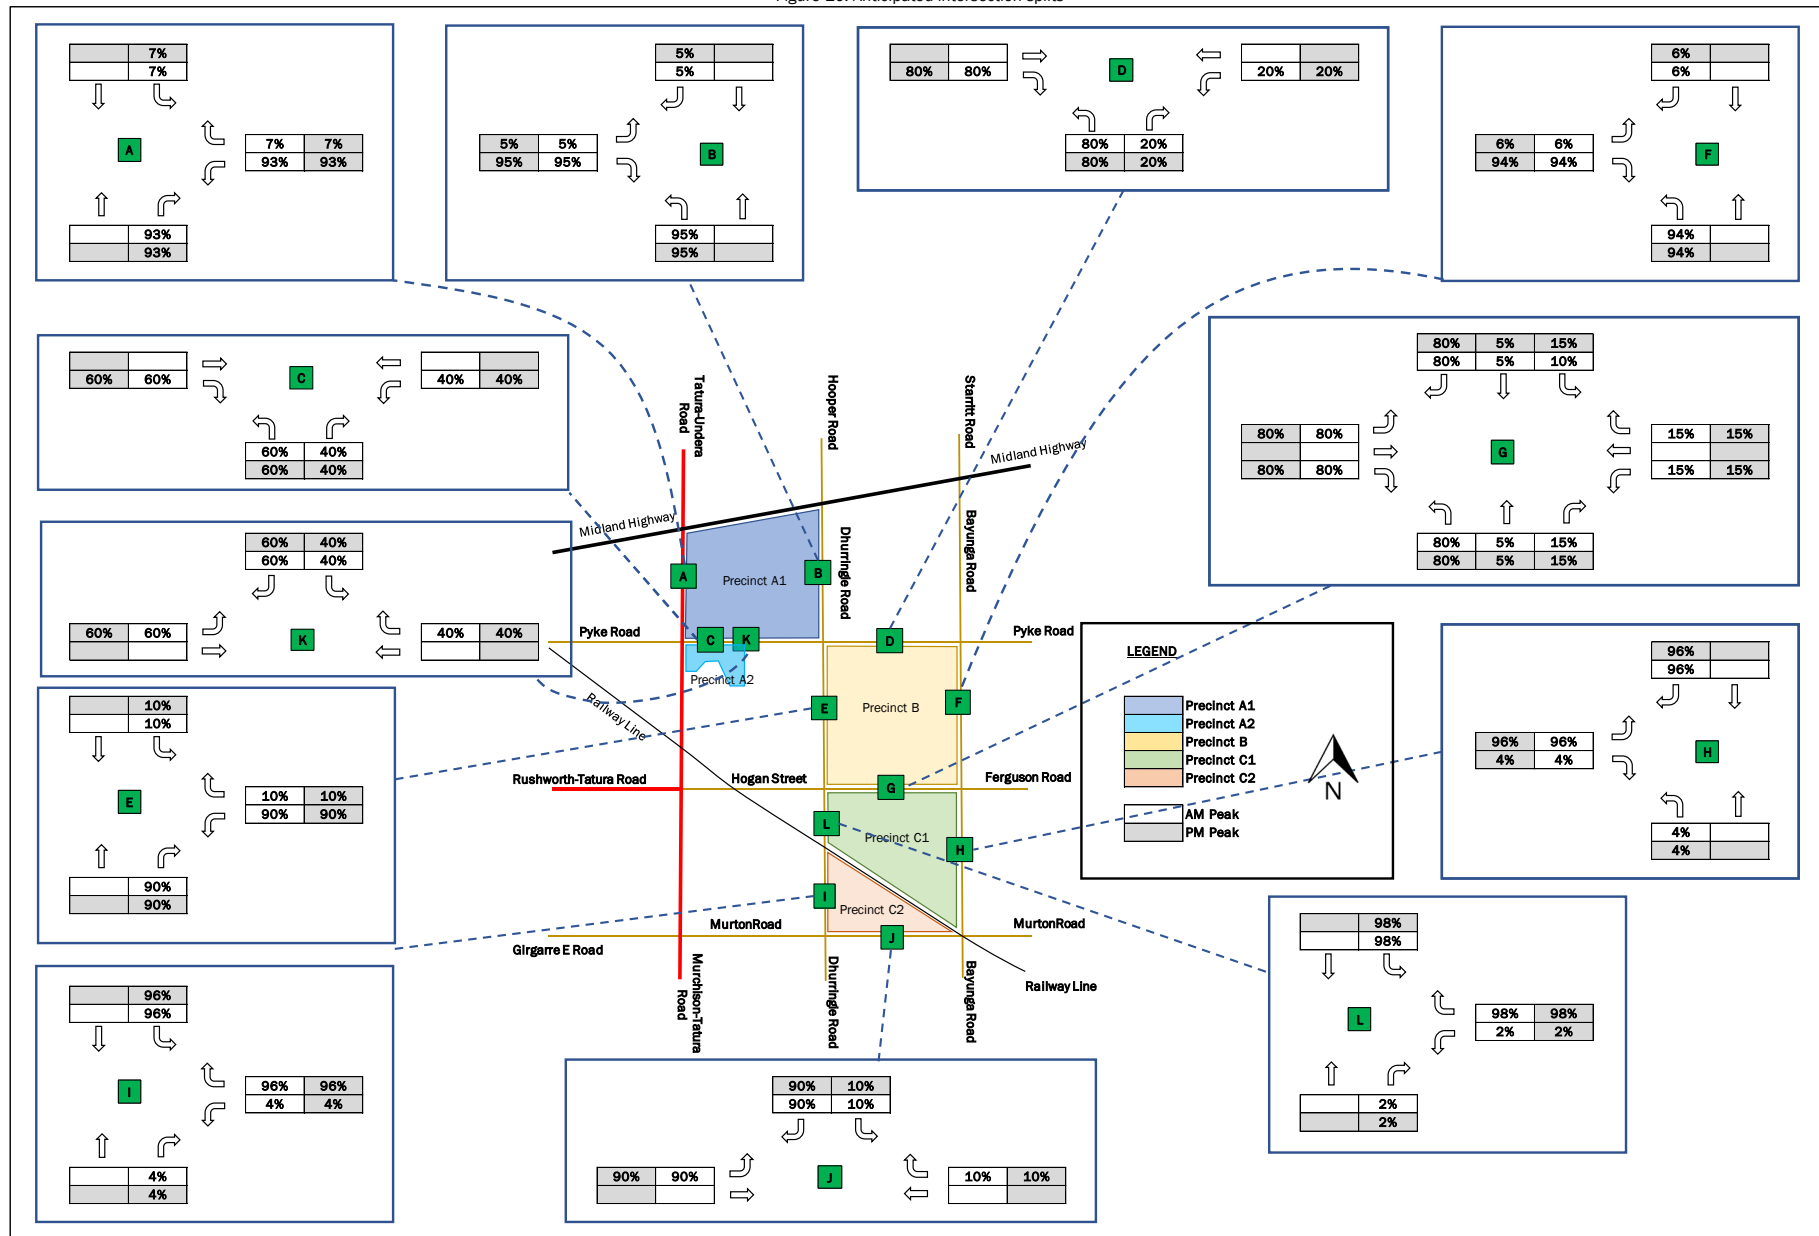 7%
7%
A
7% 7%
93% 93%
93%
93%
5%
5%
5% 5%
95% 95%
B
95%
95%
80% 80%
D
20% 20%
80% 20%
80% 20%
6%
6%
6% 6%
94% 94%
F
94%
94%
60% 60%
C
40% 40%
60% 40%
60% 40%
80% 5% 15%
80% 5% 10%
80% 80%
80% 80%
G
15% 15%
15% 15%
80% 5% 15%
80% 5% 15%
60% 40%
60% 40%
60% 60%
K
40% 40%
10%
10%
E
10% 10%
90% 90%
90%
90%
96%
96%
96% 96%
4% 4%
H
4%
4%
96%
96%
I
96% 96%
4% 4%
4%
4%
90% 10%
90% 10%
90% 90%
J
10% 10%
98%
98%
L
98% 98%
2% 2%
2%
2%
Tatura-Undera
Road
Hooper Road
Starritt Road
Midland Highway
Midland Highway
Dhurringle Road
Bayunga Road
A
Precinct A1
B
Pyke Road
C
K
D
Pyke Road
Precinct A2
Railway Line
E
Precinct B
F
Rushworth-Tatura Road
Hogan Street
G
Ferguson Road
L
Precinct C1
H
I
Precinct C2
MurtonRoad
J
MurtonRoad
Girgarre E Road
Murchison-Tatura
Road
Dhurringle Road
Bayunga Road
Railway Line
LEGEND
Precinct A1
Precinct A2
Precinct B
Precinct C1
Precinct C2
AM Peak
PM Peak
N